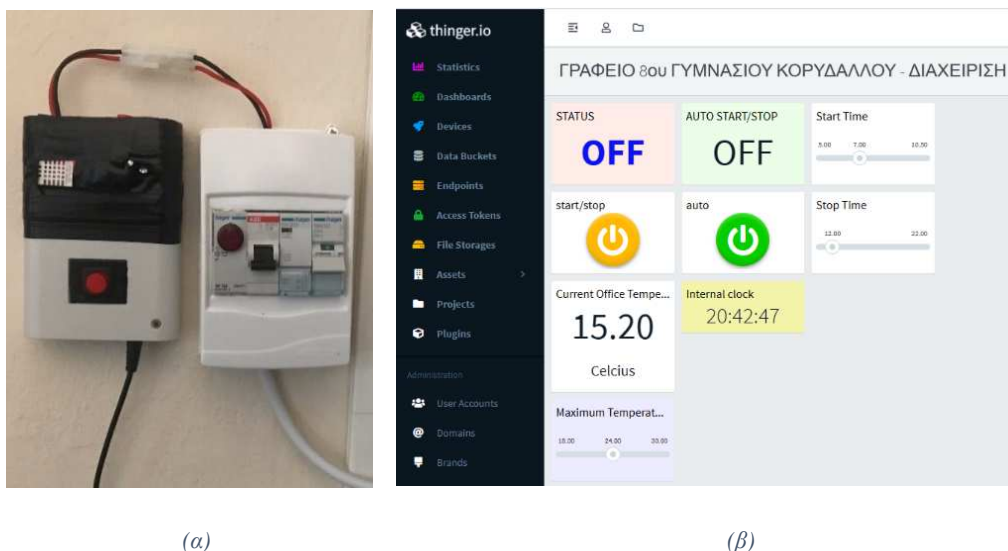 thinger.io
Statistics
Dashboards
Devices
Data Buckets
Endpoints
Access Tokens
File Storages
Assets
Projects
Plugins
Administration
User Accounts
Domains
Brands
ΓΡΑΦΕΙΟ 8ου ΓΥΜΝΑΣΙΟΥ ΚΟΡΥΔΑΛΛΟΥ - ΔΙΑΧΕΙΡΙΣΗ
STATUS
OFF
AUTO START/STOP
OFF
Start Time
5.00 7.00 10.50
start/stop
auto
Stop Time
12.00 22.00
Current Office Tempe...
15.20
Celcius
Internal clock
20:42:47
Maximum Temperat...
18.00 24.00 30.00
(α)
(β)